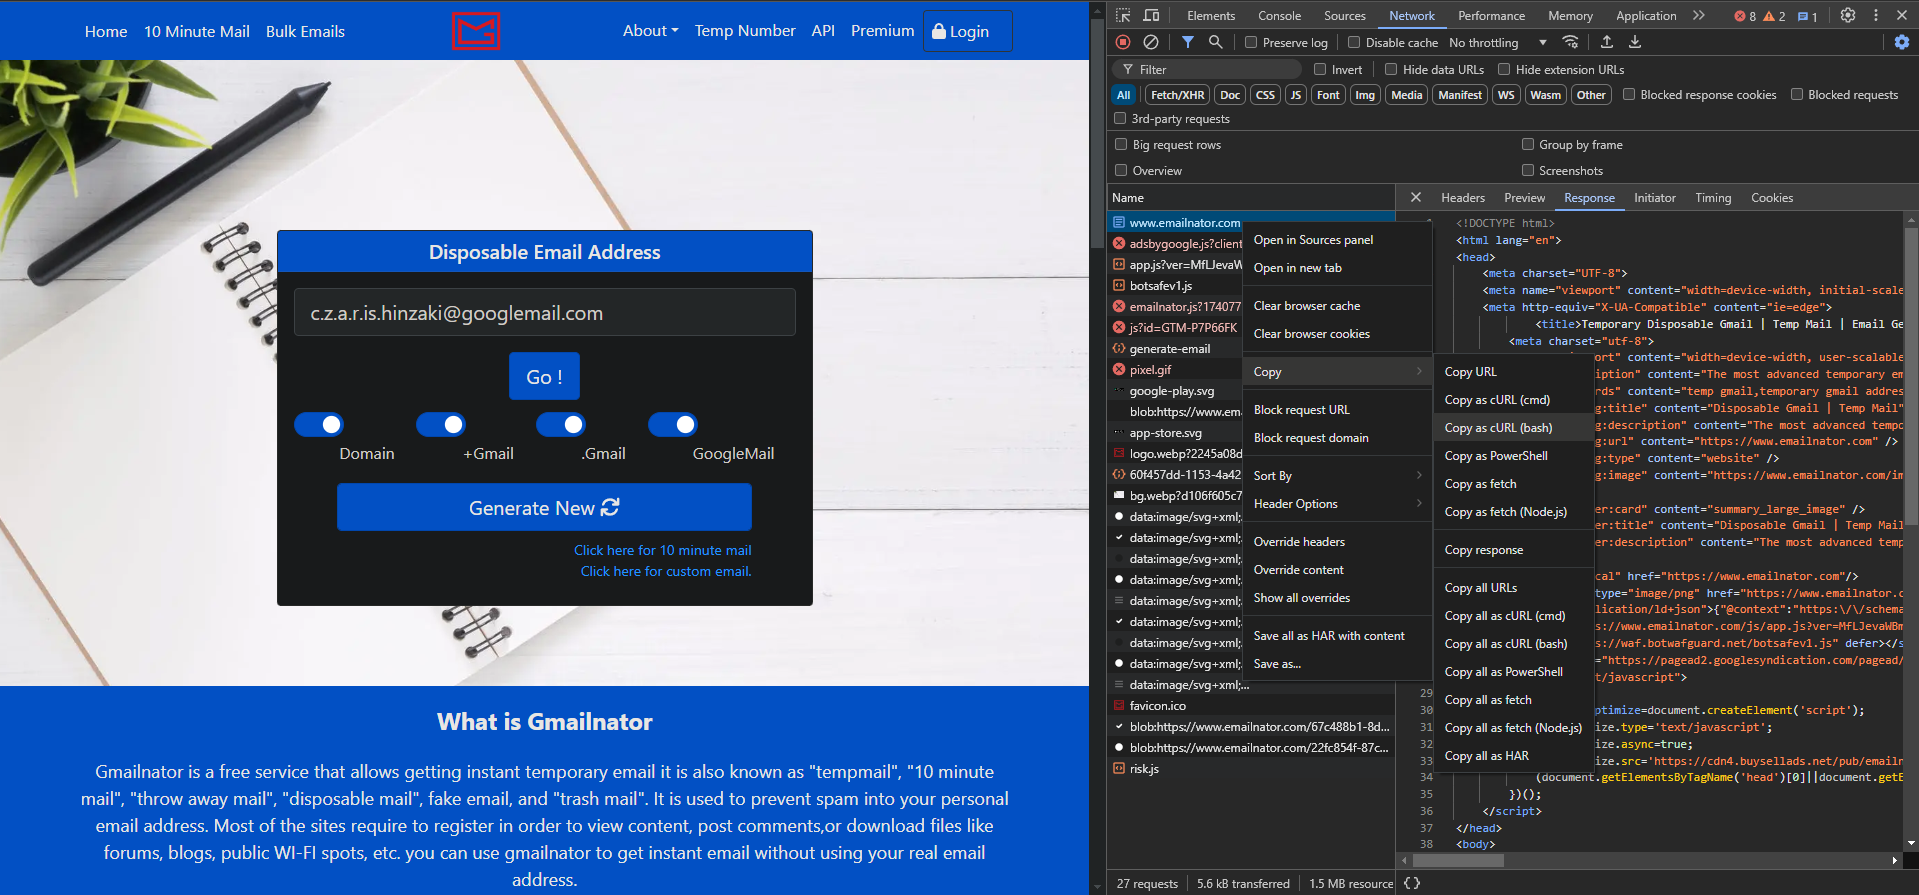 Home
10 Minute Mail
Bulk Emails
About
Temp Number
API
Premium
Login
Disposable Email Address
c.z.a.r.is.hinzaki@googlemail.com
Go !
Domain
+Gmail
.Gmail
GoogleMail
Generate New
Click here for 10 minute mail
Click here for custom email.
What is Gmailnator
Gmailnator is a free service that allows getting instant temporary email it is also known as "tempmail", "10 minute
mail", "throw away mail", "disposable mail", fake email, and "trash mail". It is used to prevent spam into your personal
email address. Most of the sites require to register in order to view content, post comments,or download files like
forums, blogs, public WI-FI spots, etc. you can use gmailnator to get instant email without using your real email
address.
Elements
Console
Sources
Network
Performance
Memory
Application
8
2
1
Preserve log
Disable cache
No throttling
Filter
Invert
Hide data URLs
Hide extension URLs
All
Fetch/XHR
Doc
CSS
JS
Font
Img
Media
Manifest
WS
Wasm
Other
Blocked response cookies
Blocked requests
3rd-party requests
Big request rows
Group by frame
Overview
Screenshots
Name
www.emailnator.com
adsbygoogle.js?client
app.js?ver=MfLJevaW
botsafev1.js
emailnator.js?174077
js?id=GTM-P7P66FK
generate-email
pixel.gif
google-play.svg
blob:https://www.em
app-store.svg
logo.webp?2245a08d
60f457dd-1153-4a42
bg.webp?d106f605c7
data:image/svg+xml;
data:image/svg+xml;
data:image/svg+xml;
data:image/svg+xml;
data:image/svg+xml;
data:image/svg+xml;
data:image/svg+xml;
data:image/svg+xml;
data:image/svg+xml;...
favicon.ico
blob:https://www.emailnator.com/67c488b1-8d...
blob:https://www.emailnator.com/22fc854f-87c...
risk.js
27 requests
5.6 kB transferred
1.5 MB resource
Open in Sources panel
Open in new tab
Clear browser cache
Clear browser cookies
Copy
Block request URL
Block request domain
Sort By
Header Options
Override headers
Override content
Show all overrides
Save all as HAR with content
Save as...
Copy URL
Copy as cURL (cmd)
Copy as cURL (bash)
Copy as PowerShell
Copy as fetch
Copy as fetch (Node.js)
Copy response
Copy all URLs
Copy all as cURL (cmd)
Copy all as cURL (bash)
Copy all as PowerShell
Copy all as fetch
Copy all as fetch (Node.js)
Copy all as HAR
Headers
Preview
Response
Initiator
Timing
Cookies
<!DOCTYPE html>
<html lang="en">
<head>
<meta charset="UTF-8">
<meta name="viewport" content="width=device-width, initial-scale
<meta http-equiv="X-UA-Compatible" content="ie=edge">
<title>Temporary Disposable Gmail | Temp Mail | Email Ge
<meta charset="utf-8">
port" content="width=device-width, user-scalable
iption" content="The most advanced temporary em
rds" content="temp gmail,temporary gmail addres
g:title" content="Disposable Gmail | Temp Mail"
g:description" content="The most advanced tempo
g:url" content="https://www.emailnator.com" />
g:type" content="website" />
g:image" content="https://www.emailnator.com/im
er:card" content="summary_large_image" />
er:title" content="Disposable Gmail | Temp Mail
er:description" content="The most advanced temp
cal" href="https://www.emailnator.com"/>
type="image/png" href="https://www.emailnator.c
lication/ld+json">{"@context":"https:\/\/schema
s://www.emailnator.com/js/app.js?ver=MfLJevaWBm
s://waf.botwafguard.net/botsafev1.js" defer></s
="https://pagead2.googlesyndication.com/pagead/
t/javascript">
29
30 ptimize=document.createElement('script');
31 ize.type='text/javascript';
32 ize.async=true;
33 ize.src='https://cdn4.buysellads.net/pub/emailn
34 (document.getElementsByTagName('head')[0]||document.getE
35 })();
36 </script>
37 </head>
38 <body>
{ }